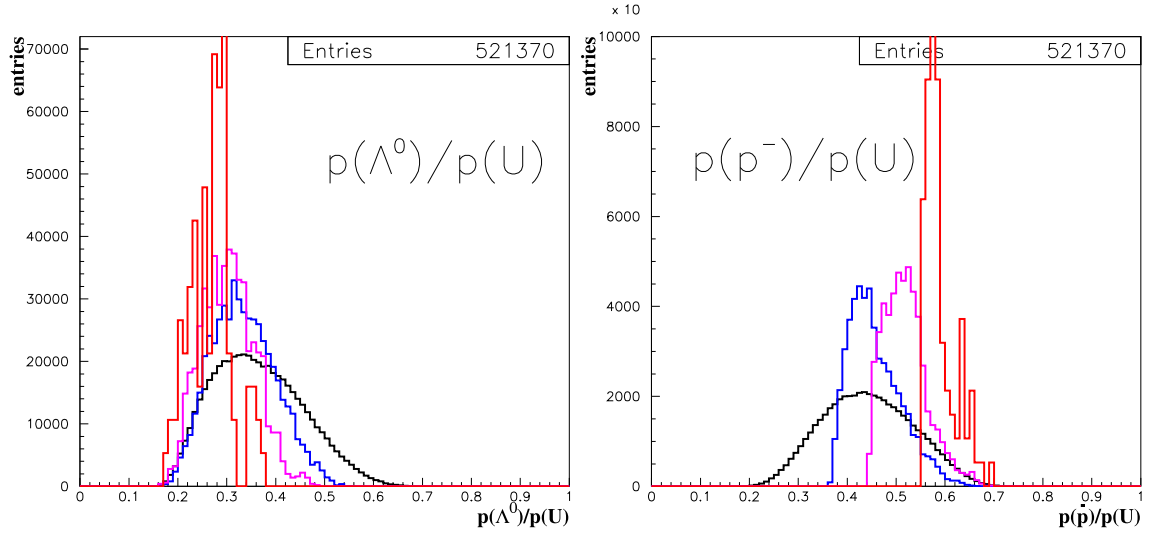 entries
70000
60000
50000
40000
30000
20000
10000
0
Entries 521370
p(Λ⁰)/p(U)
0 0.1 0.2 0.3 0.4 0.5 0.6 0.7 0.8 0.9 1
p(Λ⁰)/p(U)
x 10
entries
10000
8000
6000
4000
2000
0
Entries 521370
p(p⁻)/p(U)
0 0.1 0.2 0.3 0.4 0.5 0.6 0.7 0.8 0.9 1
p(ṗ)/p(U)